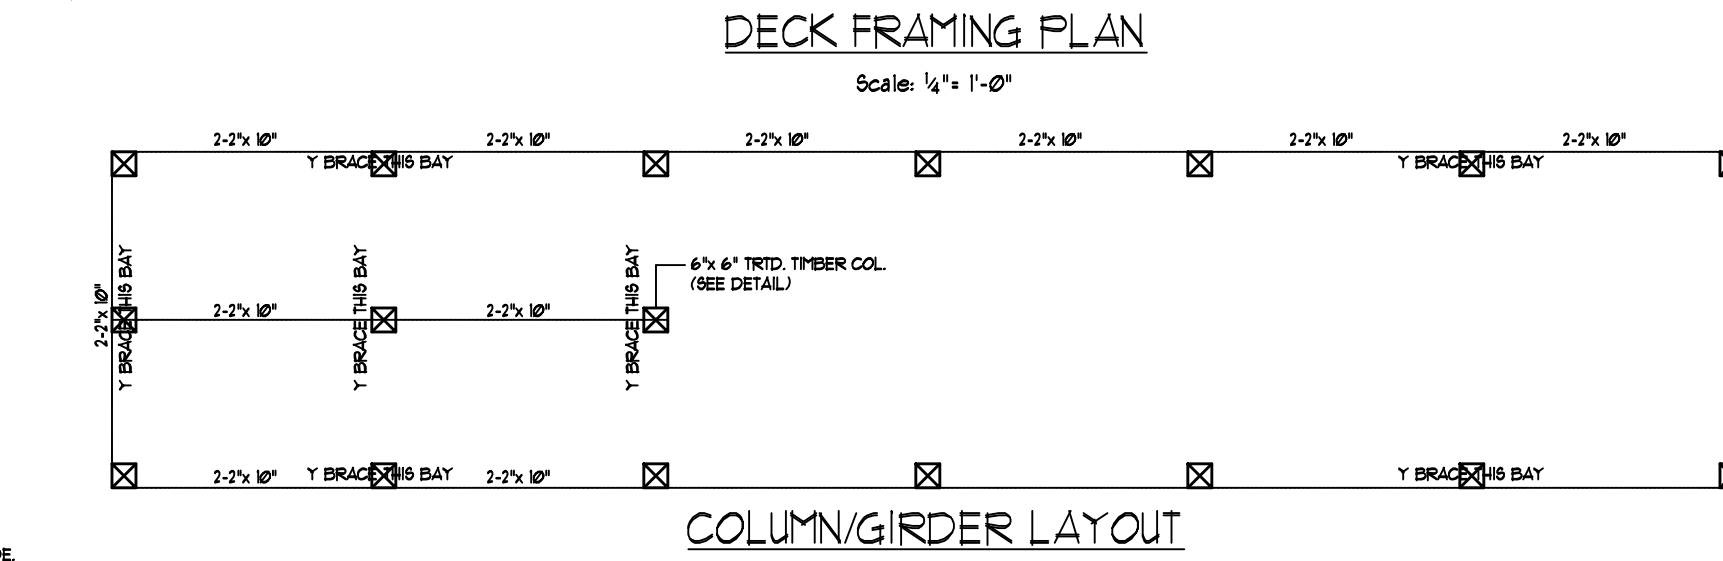 DECK FRAMING PLAN
Scale: 1/4"= 1'-0"
2-2"x 10"
2-2"x 10"
2-2"x 10"
2-2"x 10"
2-2"x 10"
2-2"x 10"
Y BRACE THIS BAY
Y BRACE THIS BAY
Y BRACE THIS BAY
Y BRACE THIS BAY
Y BRACE THIS BAY
6"x 6" TRTD. TIMBER COL.
(SEE DETAIL)
2-2"x 10"
2-2"x 10"
2-2"x 10"
2-2"x 10"
Y BRACE THIS BAY
2-2"x 10"
Y BRACE THIS BAY
COLUMN/GIRDER LAYOUT